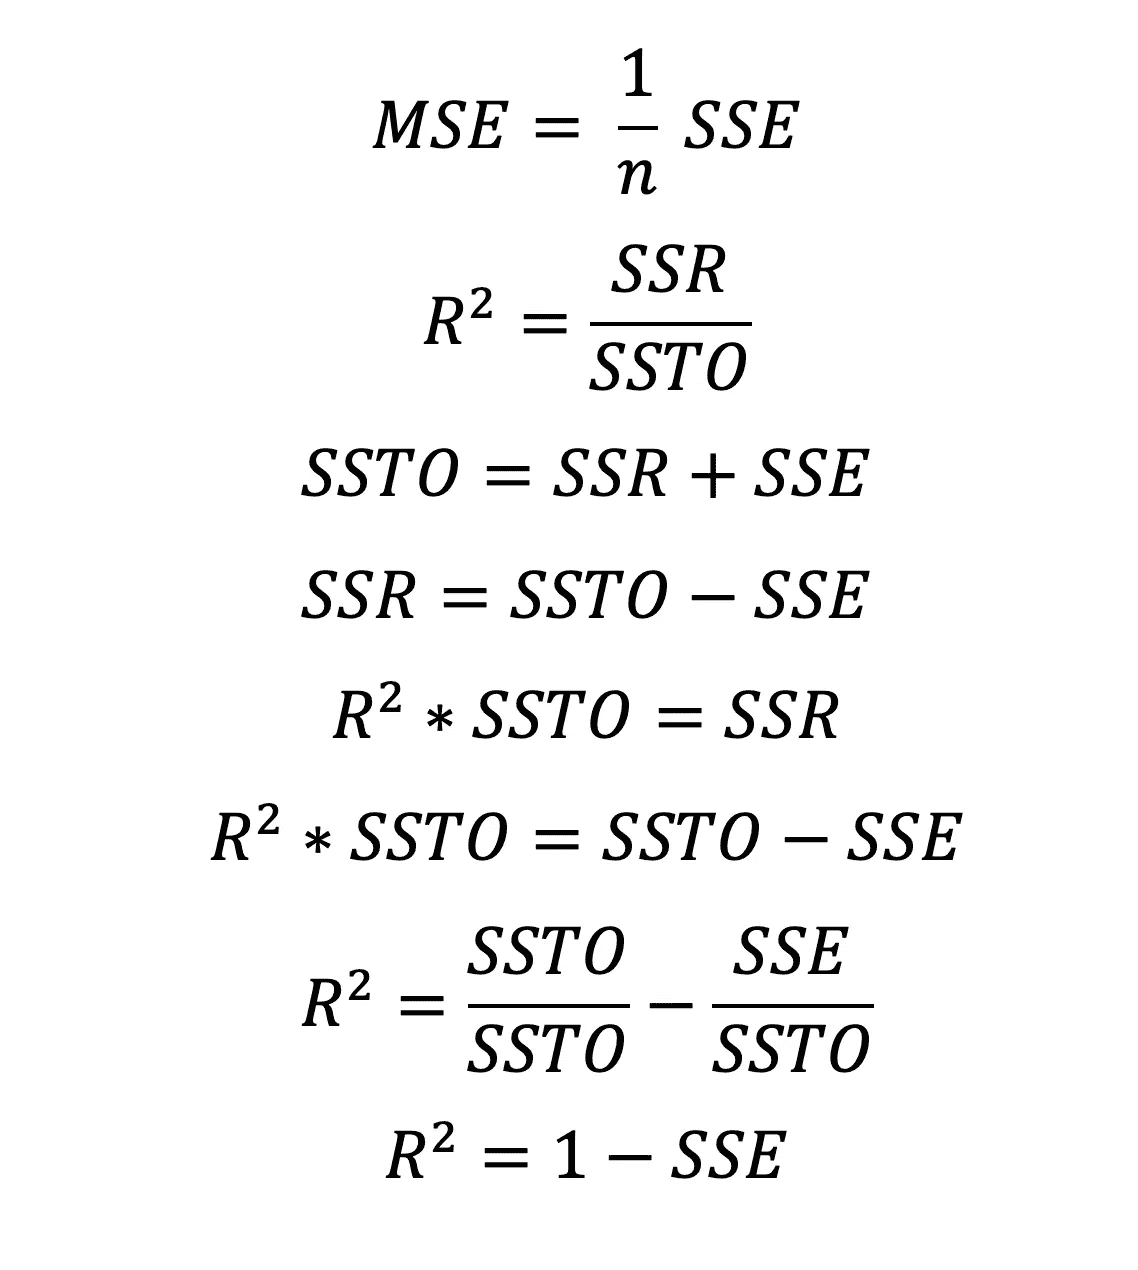 MSE = 1/n SSE
R² = SSR/SSTO
SSTO = SSR + SSE
SSR = SSTO − SSE
R² * SSTO = SSR
R² * SSTO = SSTO − SSE
R² = SSTO/SSTO − SSE/SSTO
R² = 1 − SSE